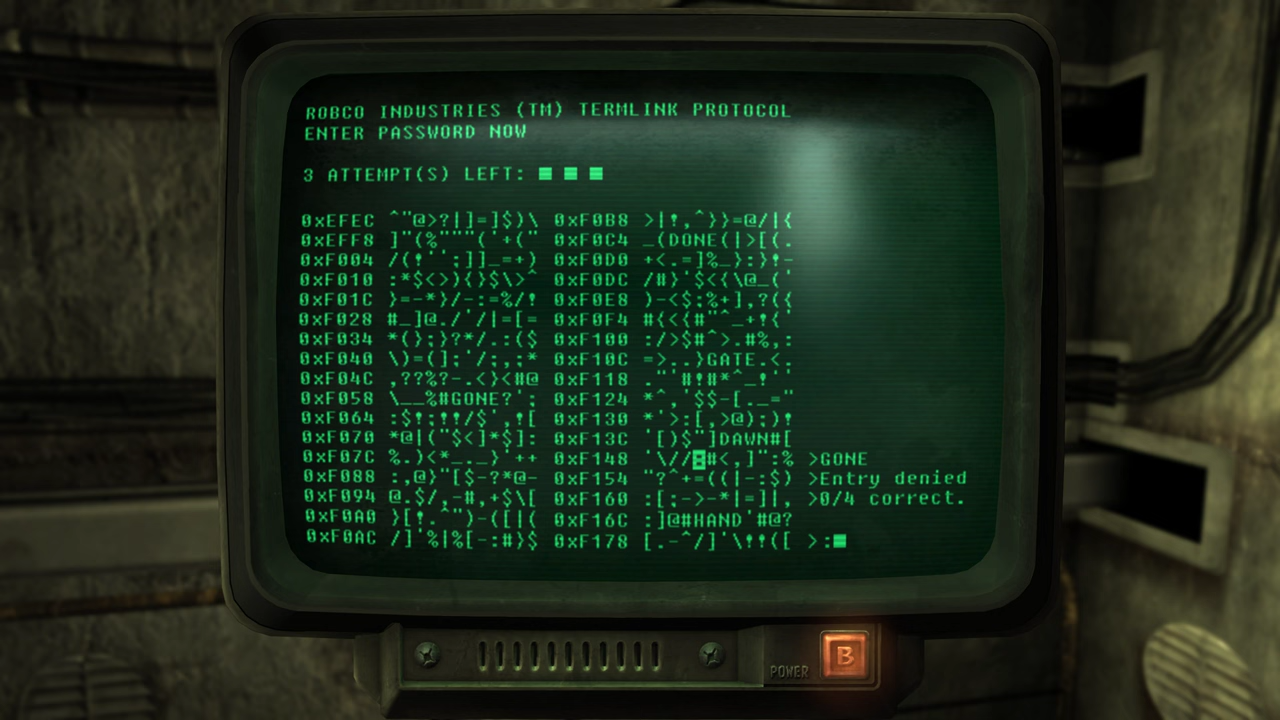 ROBCO INDUSTRIES (TM) TERMLINK PROTOCOL
ENTER PASSWORD NOW
3 ATTEMPT(S) LEFT: ■ ■ ■
0xEFEC ^"@>?|]=]$)\ 0xF0B8 >|!,^}}=@/|{
0xEFF8 ]"(%"""('+(" 0xF0C4 _(DONE(|>[(.
0xF004 /(!'';]]_=+) 0xF0D0 +<.=]%_}:}!-
0xF010 :*$<>){}$\>^ 0xF0DC /#}'$<{\@_('
0xF01C }=-*}/-:=%/! 0xF0E8 )-<$;%+],?({
0xF028 #_]@./'/|=[= 0xF0F4 #{<{#"^_+!{'
0xF034 *(};}?*/.:($ 0xF100 :/>$#^>.#%,:
0xF040 \)=(];'/;,;* 0xF10C =>..}GATE.<.
0xF04C ,??%?-.<}<#@ 0xF118 ."'#!#*^_!''
0xF058 \__%#GONE?'; 0xF124 *^,'$$-[._="
0xF064 :$!;!!/$',![ 0xF130 *'>:[,>@);)!
0xF070 *@|("$<]*$]: 0xF13C '[)$"]DAWN#[
0xF07C %.)<*_._}'++ 0xF148 '\//:#<,]":% >GONE
0xF088 :,@}"[$-?*@- 0xF154 "?^+=((|-:$) >Entry denied
0xF094 @.$/,-#,+$\[ 0xF160 :[;->-*|=]|, >0/4 correct.
0xF0A0 }[!.^")-([|( 0xF16C :]@#HAND'#@?
0xF0AC /]'%|%[-:#}$ 0xF178 [.-^/]'\!!([ >:■
POWER
B